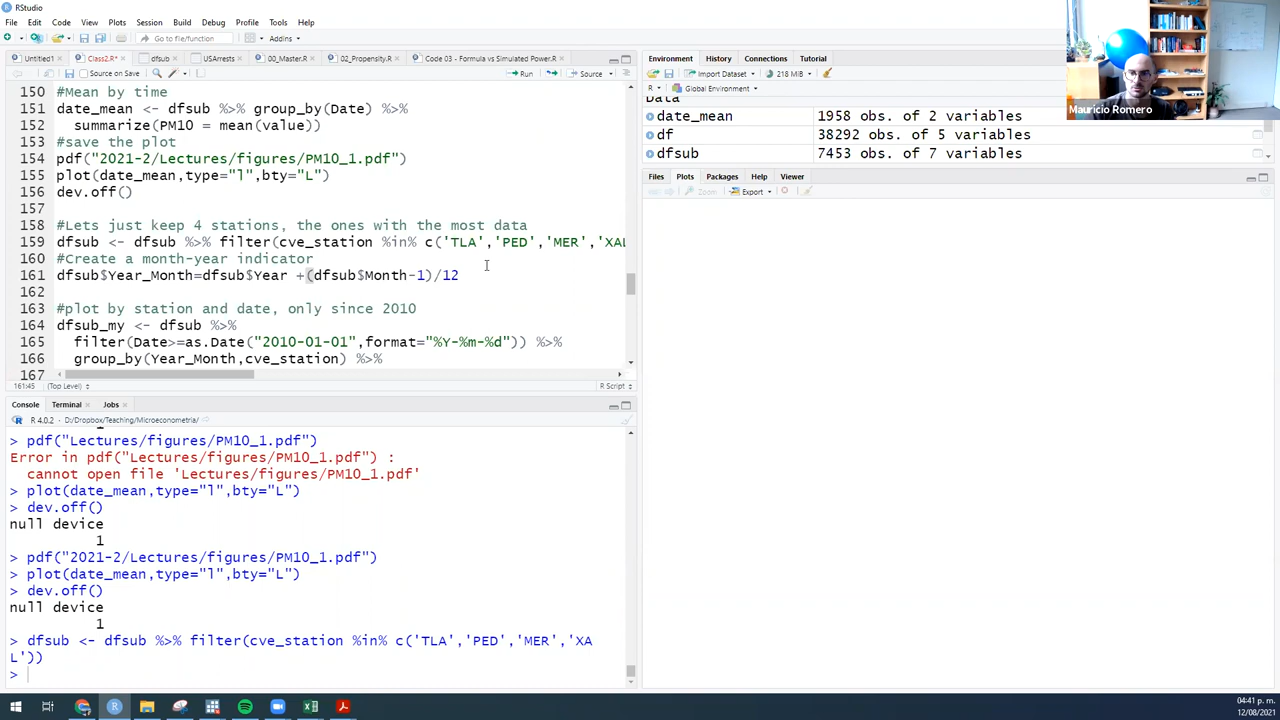 RStudio
File Edit Code View Plots Session Build Debug Profile Tools Help
Go to file/function Addins
Untitled1 Class2.R* dfsub USArrests 00_Master.R 02_Propensity.R Code 03 - Formula vs Simulated Power.R
Source on Save Run Source
150 #Mean by time
151 date_mean <- dfsub %>% group_by(Date) %>%
152 summarize(PM10 = mean(value))
153 #save the plot
154 pdf("2021-2/Lectures/figures/PM10_1.pdf")
155 plot(date_mean,type="l",bty="L")
156 dev.off()
157
158 #Lets just keep 4 stations, the ones with the most data
159 dfsub <- dfsub %>% filter(cve_station %in% c('TLA','PED','MER','XAL
160 #Create a month-year indicator
161 dfsub$Year_Month=dfsub$Year +(dfsub$Month-1)/12
162
163 #plot by station and date, only since 2010
164 dfsub_my <- dfsub %>%
165 filter(Date>=as.Date("2010-01-01",format="%Y-%m-%d")) %>%
166 group_by(Year_Month,cve_station) %>%
167
161:45 (Top Level) R Script
Console Terminal Jobs
R 4.0.2 · D:/Dropbox/Teaching/Microeconometria/
> pdf("Lectures/figures/PM10_1.pdf")
Error in pdf("Lectures/figures/PM10_1.pdf") :
cannot open file 'Lectures/figures/PM10_1.pdf'
> plot(date_mean,type="l",bty="L")
> dev.off()
null device
1
> pdf("2021-2/Lectures/figures/PM10_1.pdf")
> plot(date_mean,type="l",bty="L")
> dev.off()
null device
1
> dfsub <- dfsub %>% filter(cve_station %in% c('TLA','PED','MER','XA
L'))
>
Environment History Connections Tutorial
Import Dataset 218 MiB
R Global Environment
Data
date_mean 1958 obs. of 2 variables
df 38292 obs. of 5 variables
dfsub 7453 obs. of 7 variables
Files Plots Packages Help Viewer
Zoom Export
Mauricio Romero
04:41 p. m.
12/08/2021